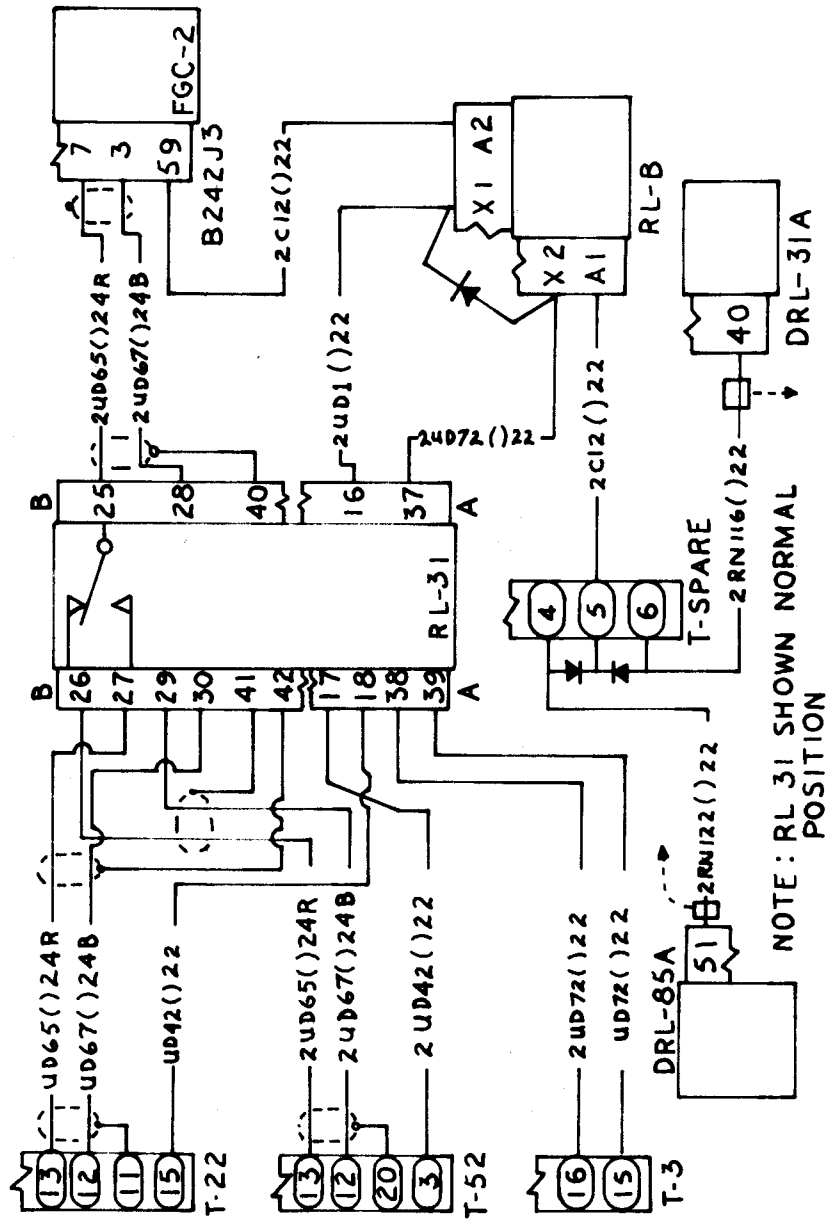 FGC-2
7
3
59
B242J3
2UD65()24R
2UD67()24B
2C12()22
X1 A2
X2
A1
RL-B
2UD1()22
2UD72()22
2C12()22
40
DRL-31A
2RN116()22
B
25
28
40
16
37
A
RL-31
B
26
27
29
30
41
42
17
18
38
39
A
4
5
6
T-SPARE
2RN122()22
51
DRL-85A
UD65()24R
UD67()24B
UD42()22
13
12
11
15
T-22
2UD65()24R
2UD67()24B
2UD42()22
13
12
20
3
T-52
2UD72()22
UD72()22
16
15
T-3
NOTE: RL 31 SHOWN NORMAL
POSITION